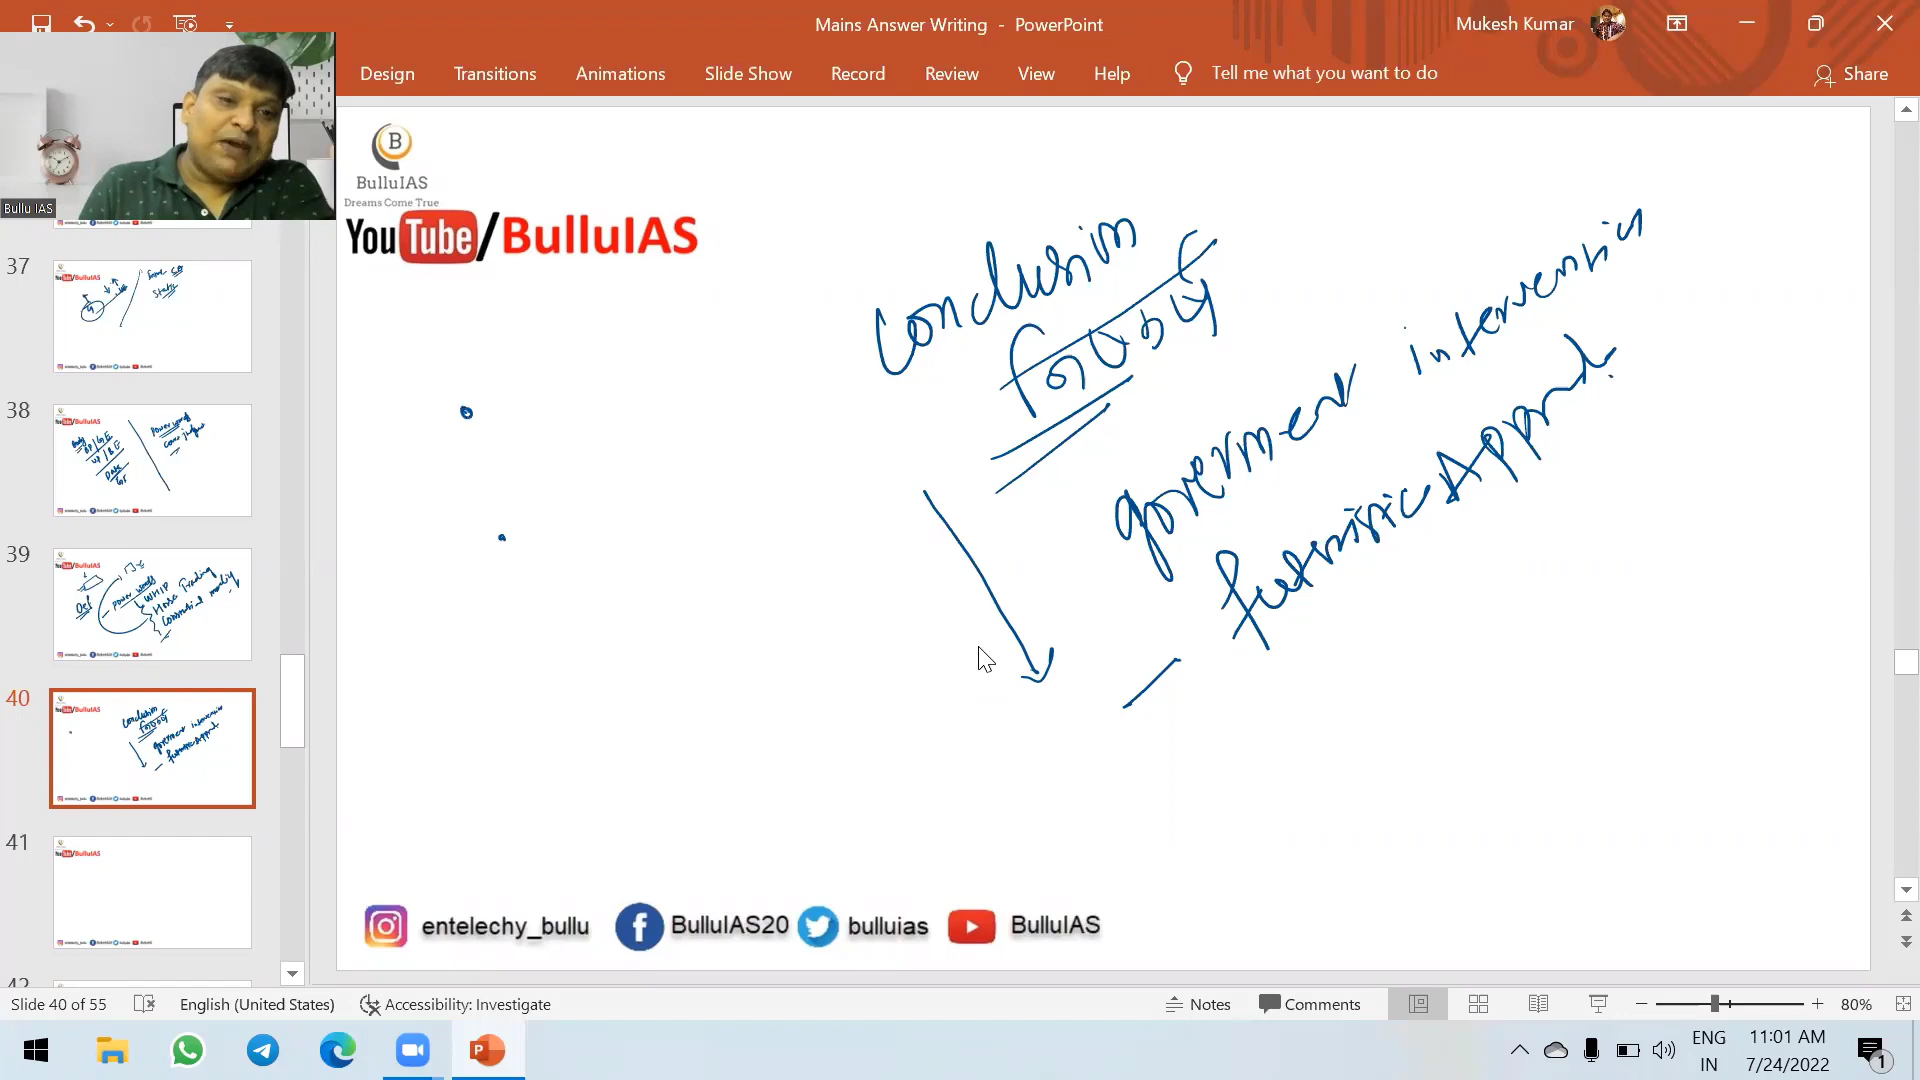 Mains Answer Writing - PowerPoint
Mukesh Kumar
Design Transitions Animations Slide Show Record Review View Help Tell me what you want to do Share
Bullu IAS
B
BulluIAS
Dreams Come True
YouTube/BulluIAS
Conclusion
government intervention
futuristic
37
38
39
40
41
42
entelechy_bullu BulluIAS20 bulluias BulluIAS
Slide 40 of 55 English (United States) Accessibility: Investigate Notes Comments 80%
P
ENG
IN
11:01 AM
7/24/2022
1